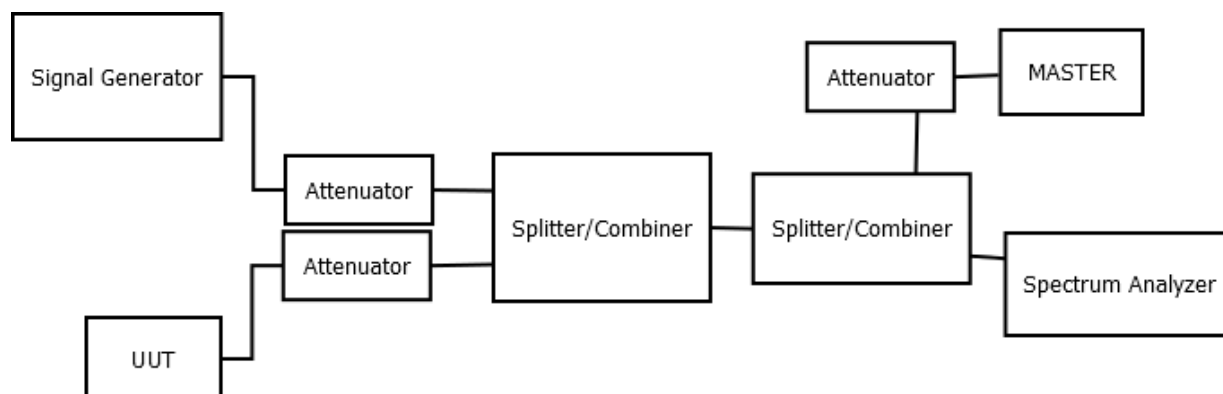 Signal Generator
Attenuator
MASTER
Attenuator
Splitter/Combiner
Splitter/Combiner
Attenuator
Spectrum Analyzer
UUT